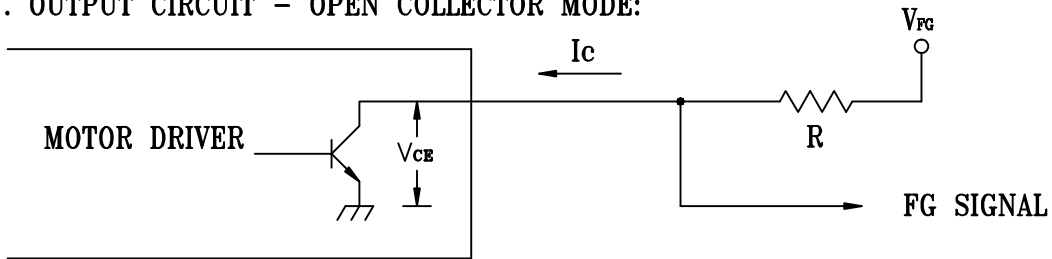 . OUTPUT CIRCUIT – OPEN COLLECTOR MODE:
VFG
Ic
MOTOR DRIVER
VCE
R
FG SIGNAL